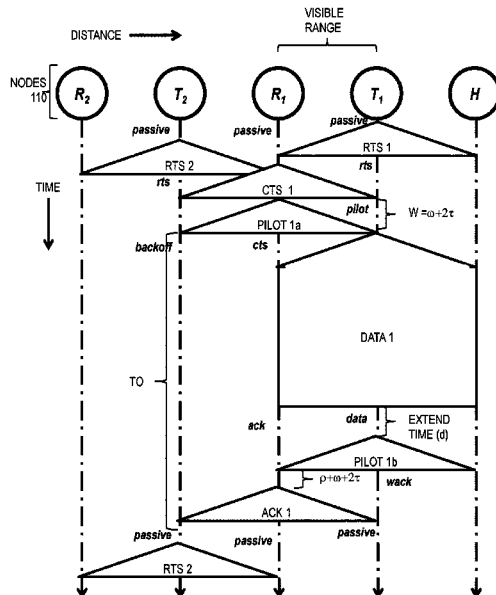 VISIBLE
RANGE
DISTANCE
NODES
110
R2
T2
R1
T1
H
passive
passive
passive
RTS 1
RTS 2
rts
rts
TIME
CTS 1
pilot
W =ω+2τ
PILOT 1a
backoff
cts
DATA 1
TO
ack
data
EXTEND
TIME (d)
PILOT 1b
ρ+ω+2τ
wack
ACK 1
passive
passive
passive
RTS 2